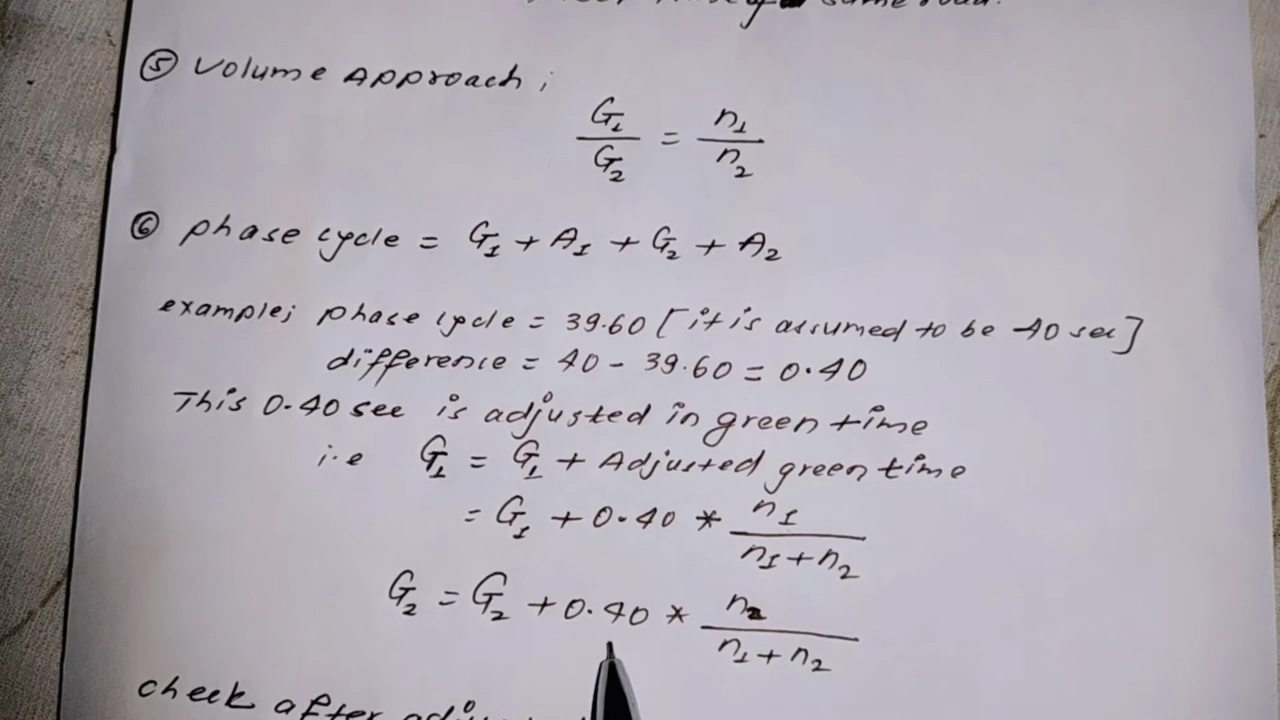 same road.
⑤ Volume Approach;
G₁/G₂ = n₁/n₂
⑥ phase cycle = G₁ + A₁ + G₂ + A₂
example; phase cycle = 39.60 [it is assumed to be 40 sec]
difference = 40 - 39.60 = 0.40
This 0.40 sec is adjusted in green time
i.e G₁ = G₁ + Adjusted green time
= G₁ + 0.40 * n₁/n₁+n₂
G₂ = G₂ + 0.40 * n₂/n₁+n₂
check after